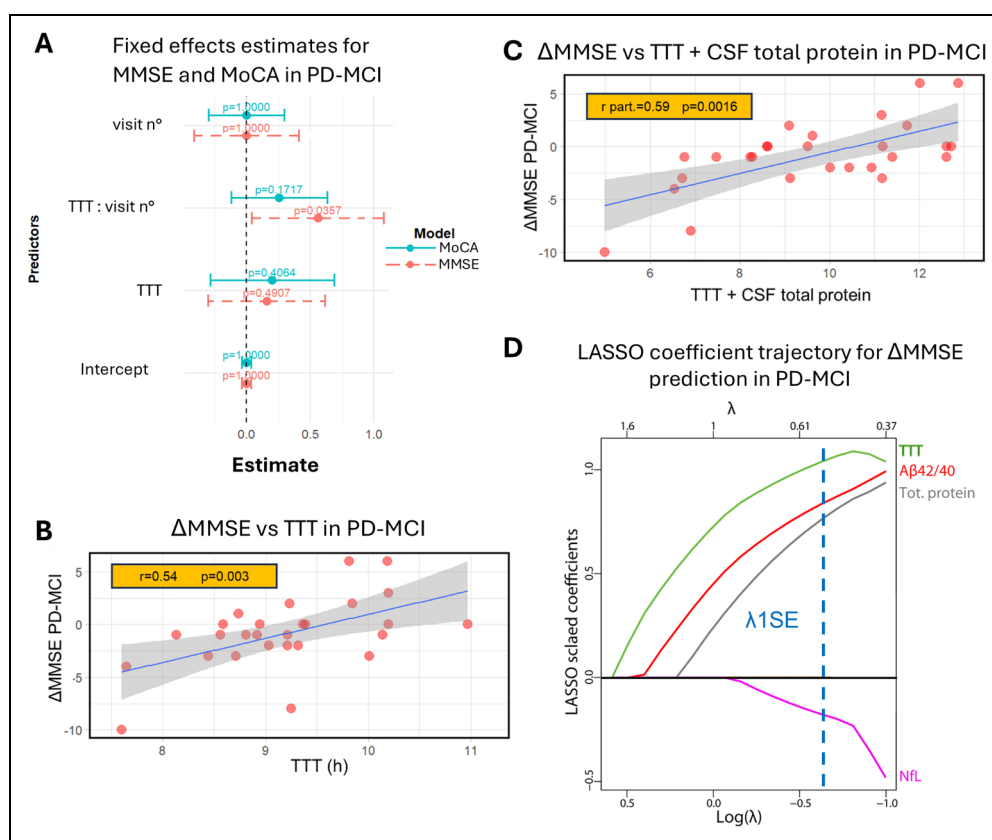 A
Fixed effects estimates for
MMSE and MoCA in PD-MCI
Predictors
visit n°
p=1.0000
p=1.0000
TTT : visit n°
p=0.1717
p=0.0357
TTT
p=0.4064
p=0.4907
Intercept
p=1.0000
p=1.0000
Model
MoCA
MMSE
0.0 0.5 1.0
Estimate
B
ΔMMSE vs TTT in PD-MCI
r=0.54 p=0.003
ΔMMSE PD-MCI
5
0
-5
-10
8 9 10 11
TTT (h)
C
ΔMMSE vs TTT + CSF total protein in PD-MCI
r part.=0.59 p=0.0016
ΔMMSE PD-MCI
5
0
-5
-10
6 8 10 12
TTT + CSF total protein
D
LASSO coefficient trajectory for ΔMMSE
prediction in PD-MCI
λ
1.6 1 0.61 0.37
LASSO sclaed coefficients
1.0
0.5
0.0
-0.5
TTT
Aβ42/40
Tot. protein
λ1SE
NfL
0.5 0.0 -0.5 -1.0
Log(λ)